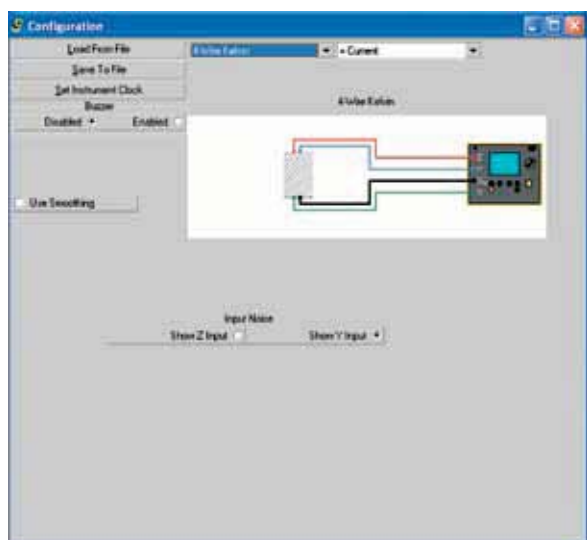 Configuration
Load From File
4 Wire Kelvin
+ Current
Save To File
Set Instrument Clock
Buzzer
Disabled
Enabled
4 Wire Kelvin
Use Smoothing
Input Noise
Show Z Input
Show Y Input